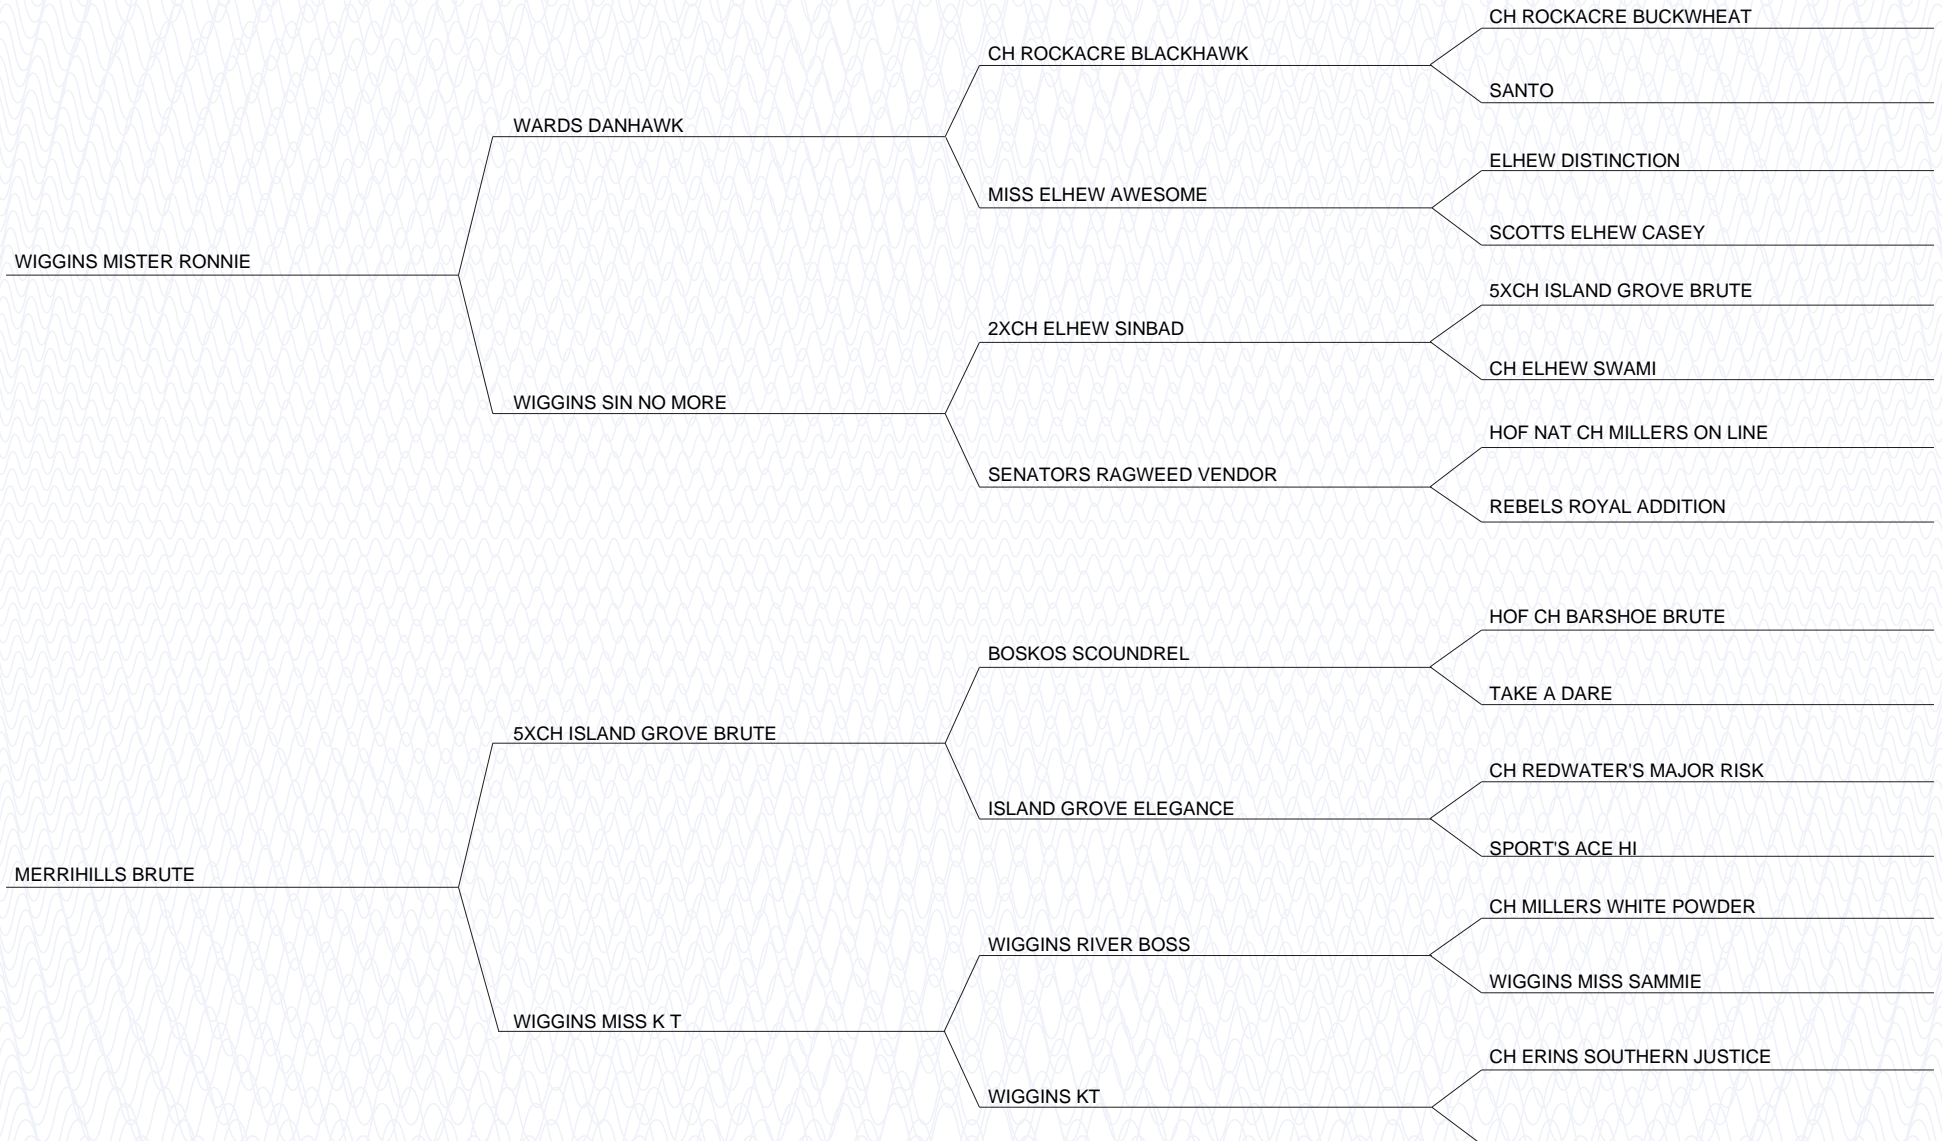 CH ROCKACRE BUCKWHEAT
CH ROCKACRE BLACKHAWK
SANTO
WARDS DANHAWK
ELHEW DISTINCTION
MISS ELHEW AWESOME
SCOTTS ELHEW CASEY
WIGGINS MISTER RONNIE
5XCH ISLAND GROVE BRUTE
2XCH ELHEW SINBAD
CH ELHEW SWAMI
WIGGINS SIN NO MORE
HOF NAT CH MILLERS ON LINE
SENATORS RAGWEED VENDOR
REBELS ROYAL ADDITION
HOF CH BARSHOE BRUTE
BOSKOS SCOUNDREL
TAKE A DARE
5XCH ISLAND GROVE BRUTE
CH REDWATER'S MAJOR RISK
ISLAND GROVE ELEGANCE
SPORT'S ACE HI
MERRIHILLS BRUTE
CH MILLERS WHITE POWDER
WIGGINS RIVER BOSS
WIGGINS MISS SAMMIE
WIGGINS MISS K T
CH ERINS SOUTHERN JUSTICE
WIGGINS KT